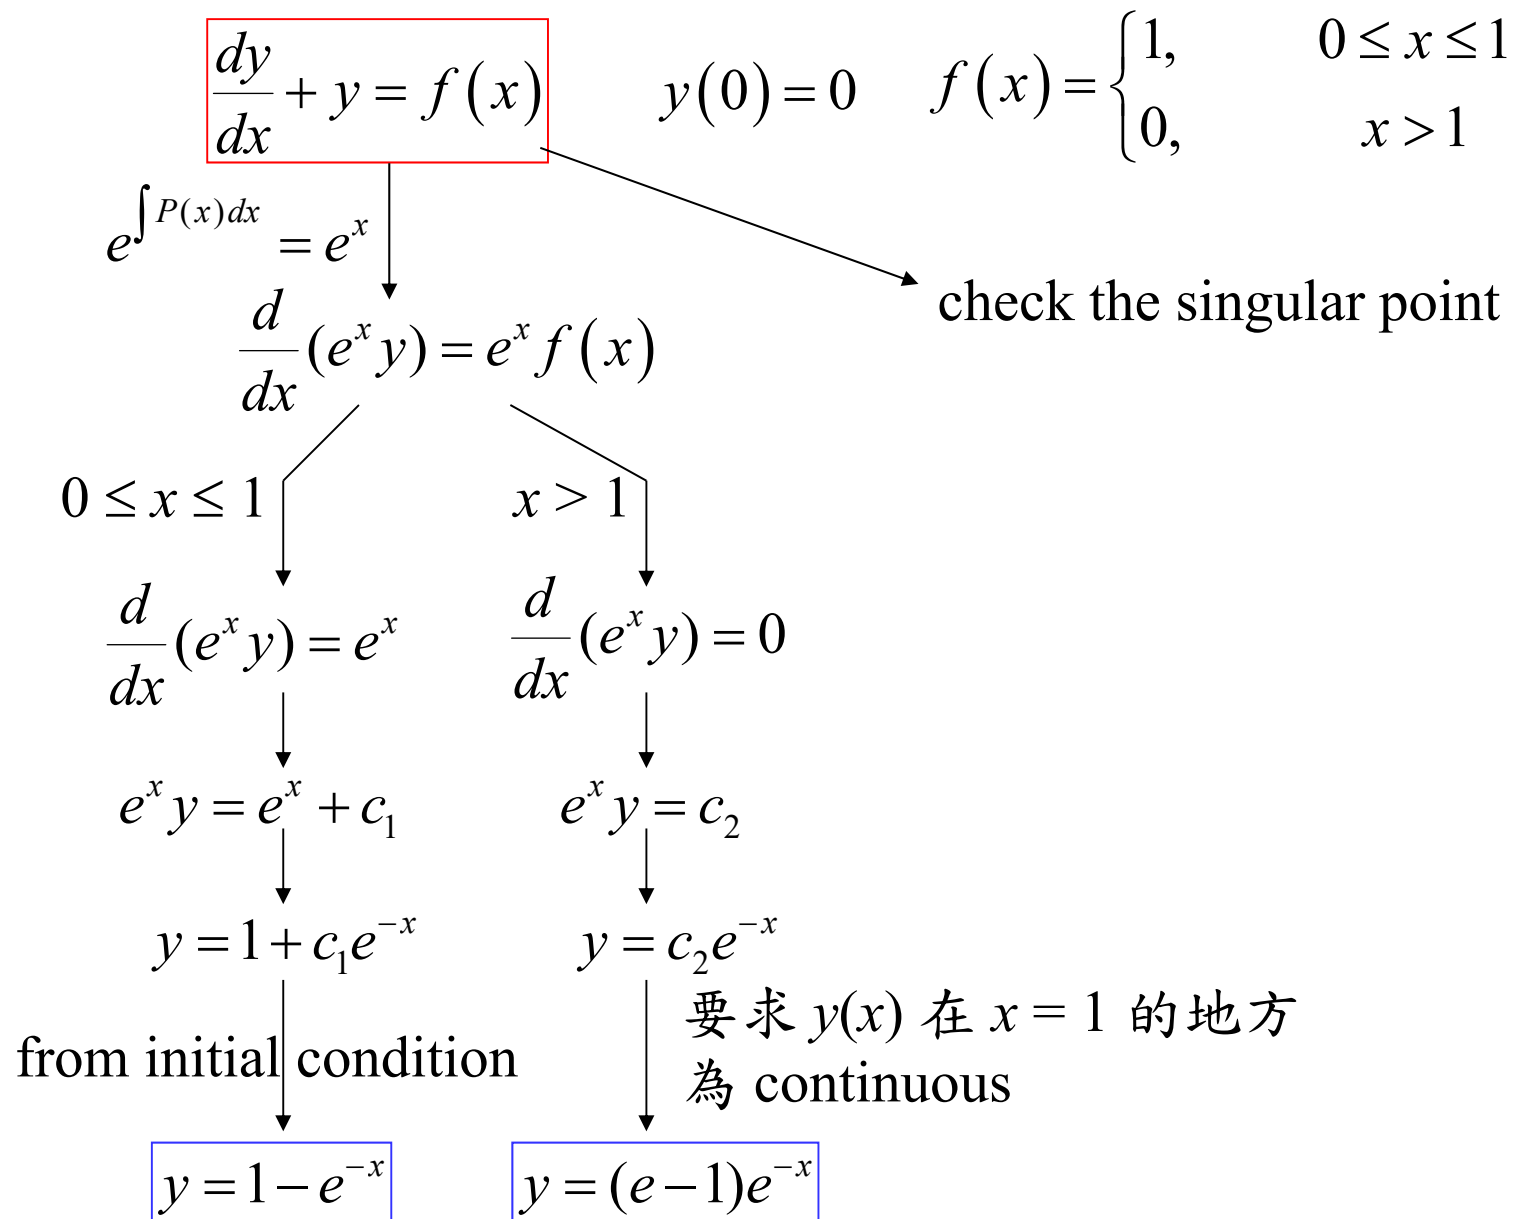 dy/dx + y = f(x)    y(0) = 0    f(x) = { 1, 0 ≤ x ≤ 1
0, x > 1
e^{∫P(x)dx} = e^x
check the singular point
d/dx (e^x y) = e^x f(x)
0 ≤ x ≤ 1    x > 1
d/dx (e^x y) = e^x    d/dx (e^x y) = 0
e^x y = e^x + c₁    e^x y = c₂
y = 1 + c₁e^{-x}    y = c₂e^{-x}
要求 y(x) 在 x = 1 的地方
為 continuous
from initial condition
y = 1 − e^{-x}    y = (e − 1)e^{-x}